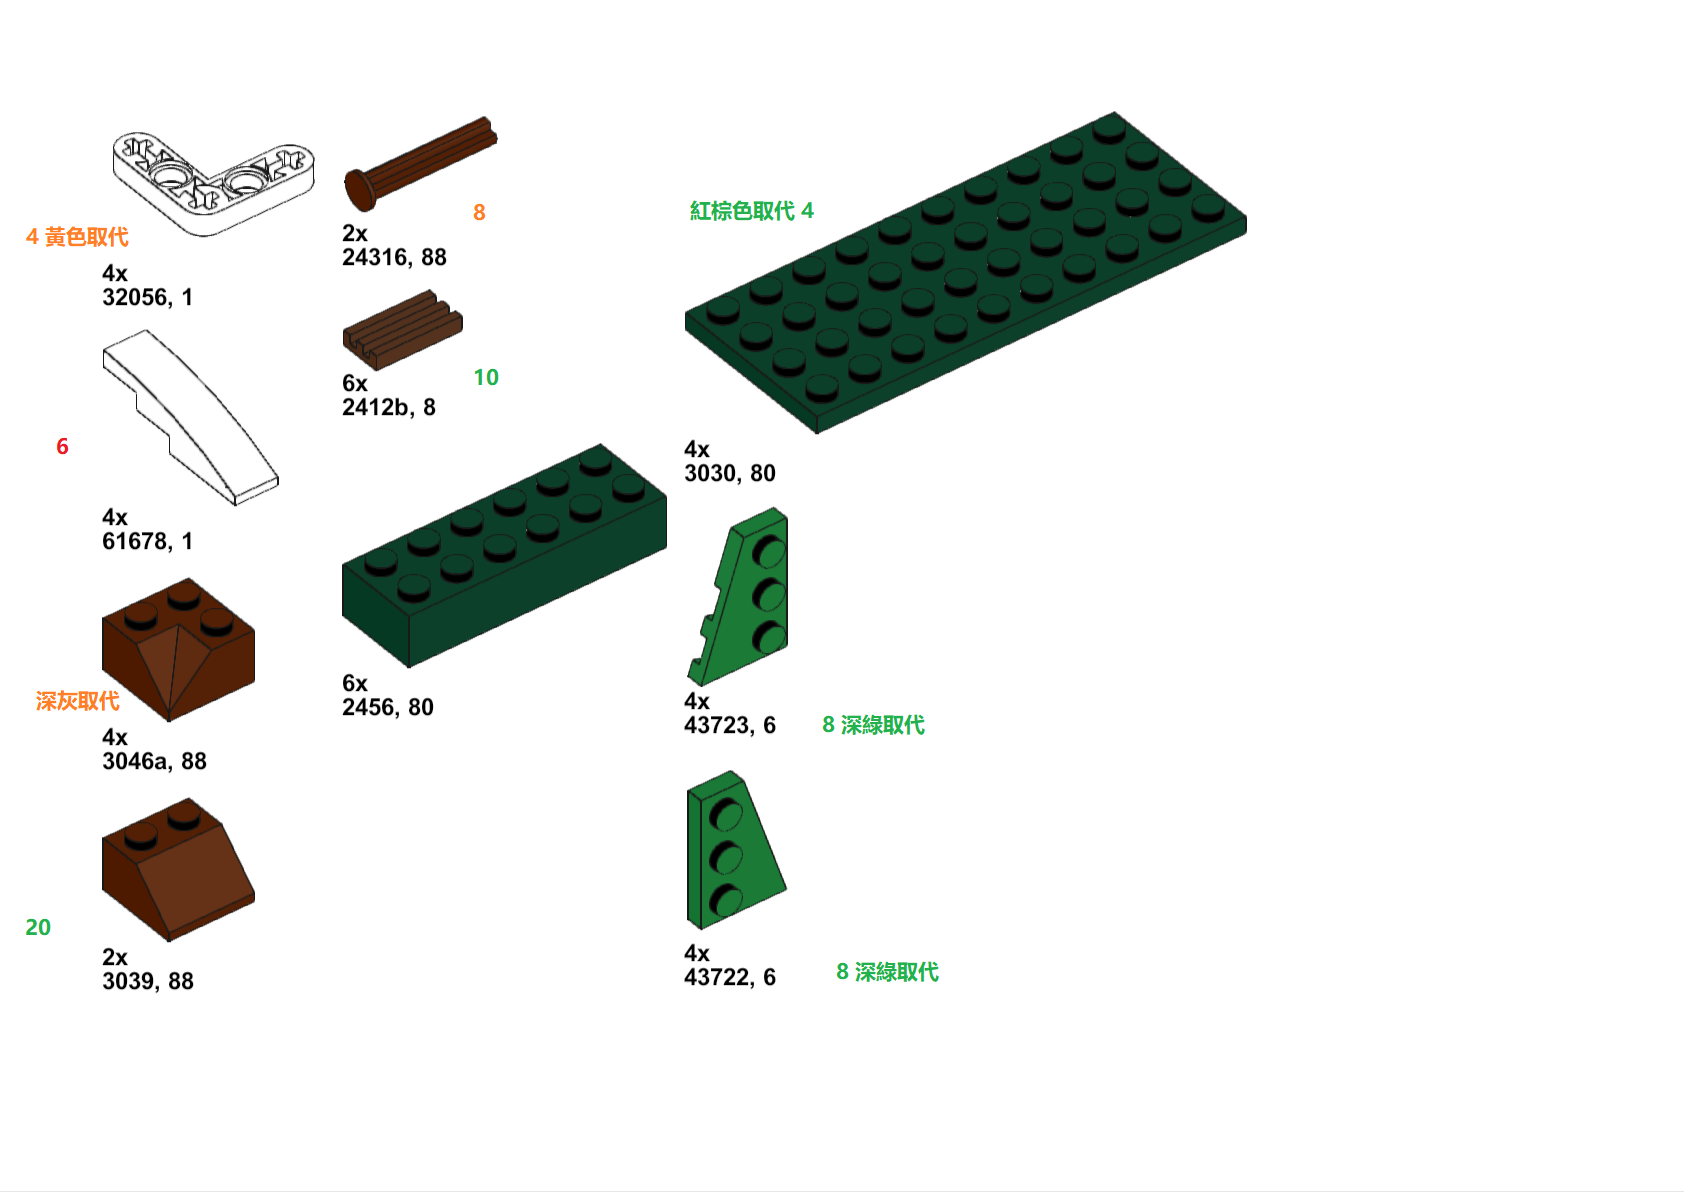 4 黃色取代
4x
32056, 1
6
4x
61678, 1
深灰取代
4x
3046a, 88
20
2x
3039, 88
8
2x
24316, 88
10
6x
2412b, 8
6x
2456, 80
紅棕色取代 4
4x
3030, 80
4x
43723, 6
8 深綠取代
4x
43722, 6
8 深綠取代